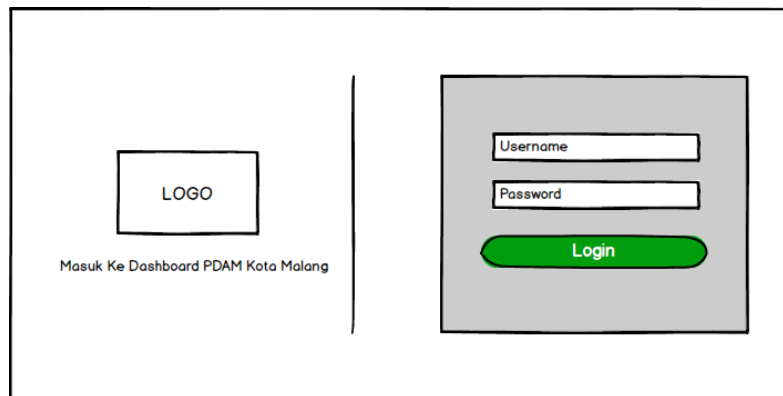 LOGO
Masuk Ke Dashboard PDAM Kota Malang
Username
Password
Login